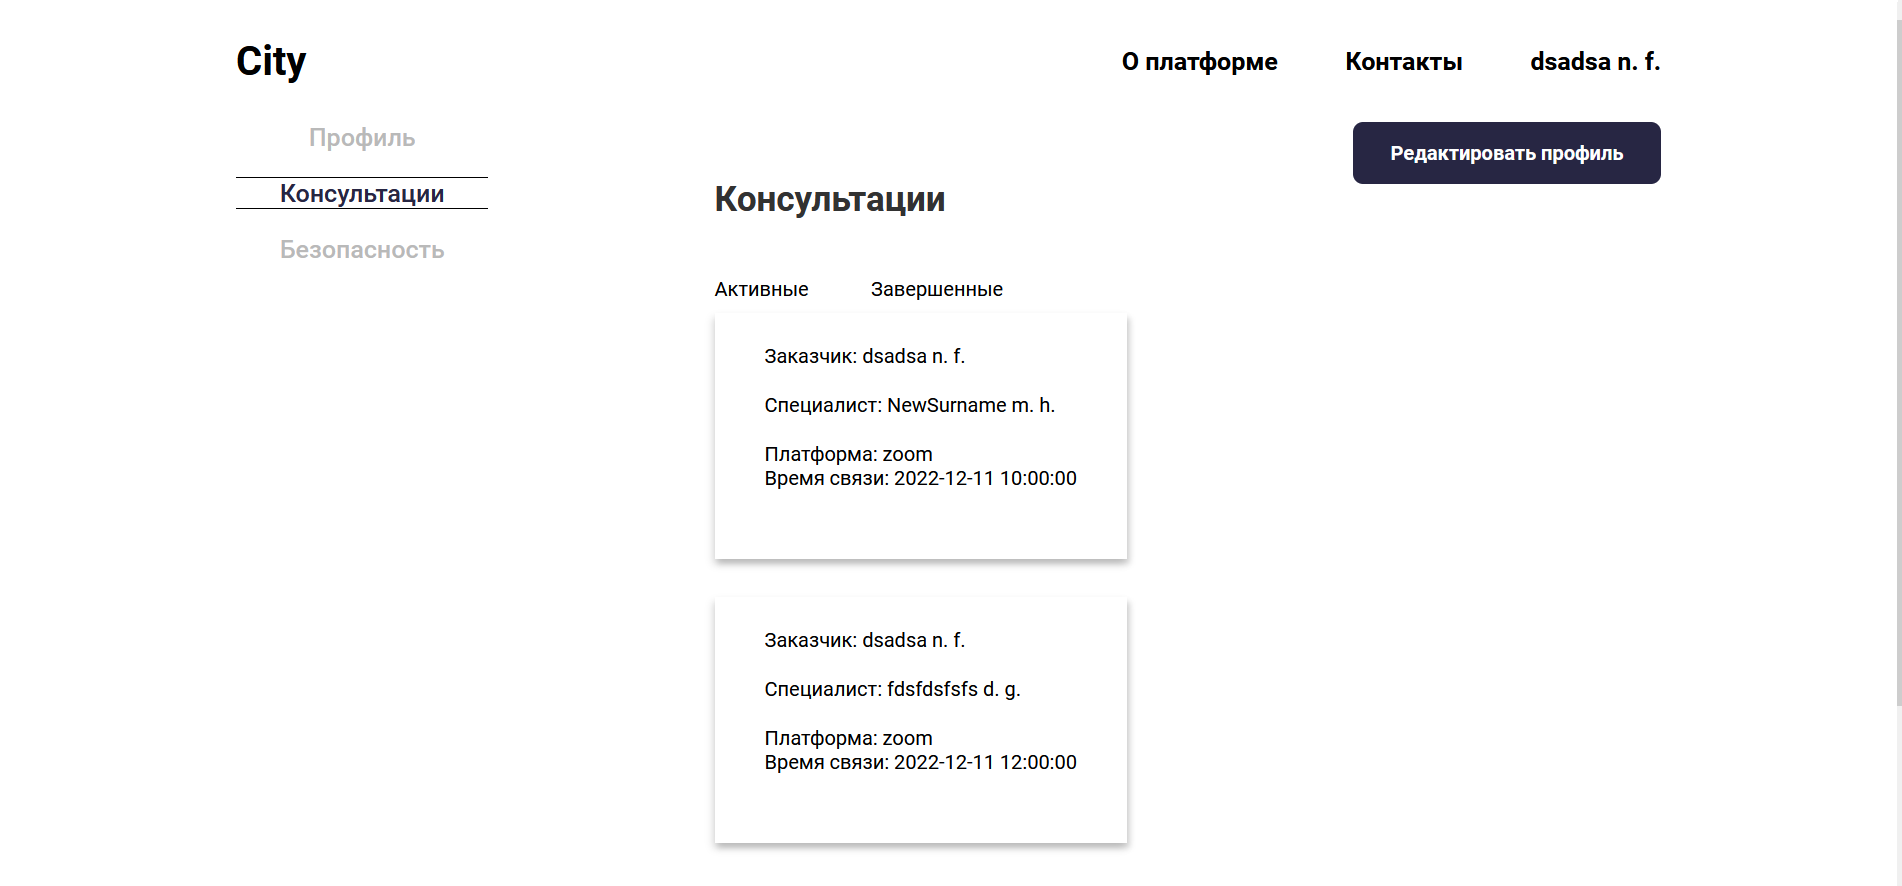 City
О платформе
Контакты
dsadsa n. f.
Профиль
Консультации
Безопасность
Редактировать профиль
Консультации
Активные
Завершенные
Заказчик: dsadsa n. f.
Специалист: NewSurname m. h.
Платформа: zoom
Время связи: 2022-12-11 10:00:00
Заказчик: dsadsa n. f.
Специалист: fdsfdsfsfs d. g.
Платформа: zoom
Время связи: 2022-12-11 12:00:00